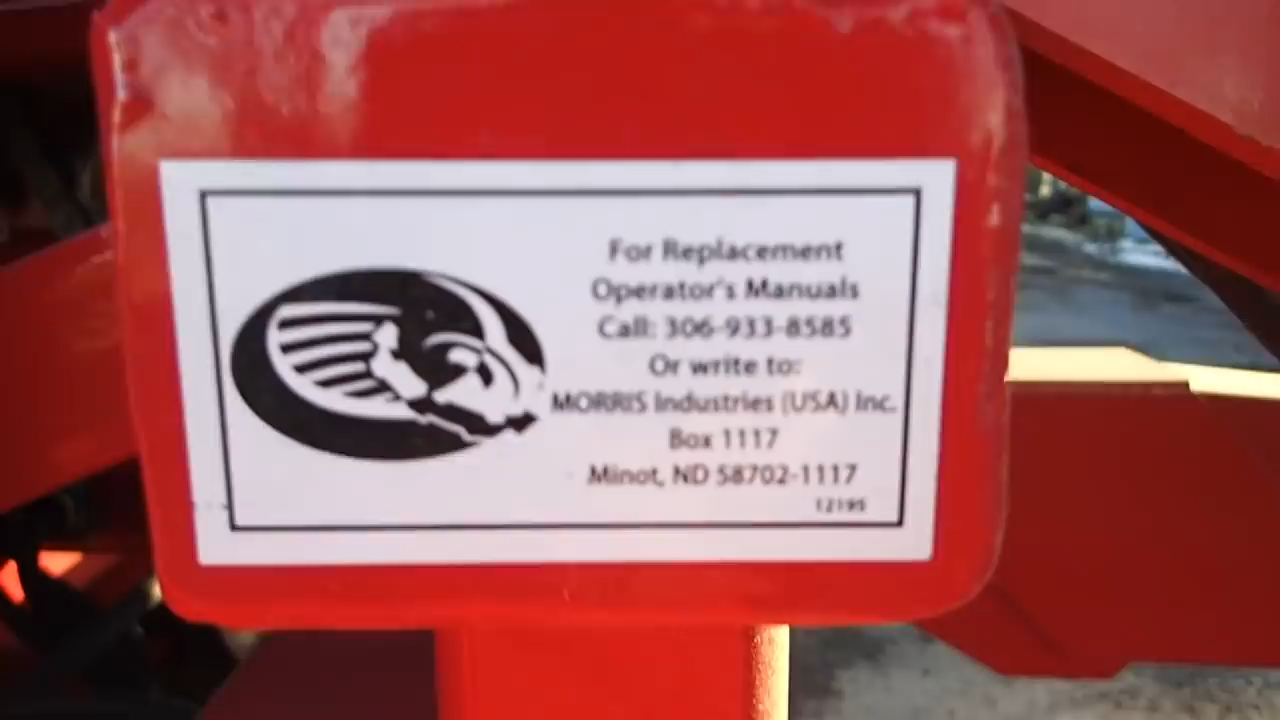 For Replacement
Operator's Manuals
Call: 306-933-8585
Or write to:
MORRIS Industries (USA) Inc.
Box 1117
Minot, ND 58702-1117
12195